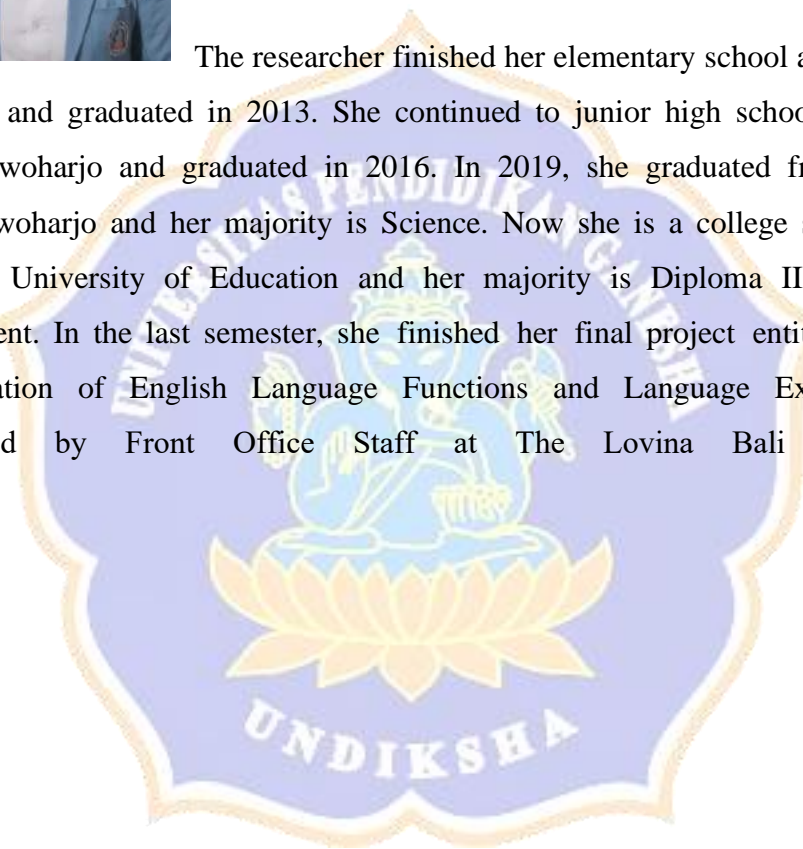 The researcher finished her elementary school a
and graduated in 2013. She continued to junior high schoo
woharjo and graduated in 2016. In 2019, she graduated fr
woharjo and her majority is Science. Now she is a college s
University of Education and her majority is Diploma II
ent. In the last semester, she finished her final project entit
ation of English Language Functions and Language Ex
d by Front Office Staff at The Lovina Bali
UNIVERSITAS PENDIDIKAN GANESHA
UNDIKSHA